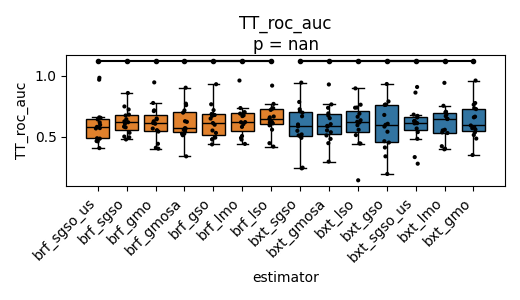 TT_roc_auc
p = nan
TT_roc_auc
1.0
0.5
brf_sgso_us
brf_sgso
brf_gmo
brf_gmosa
brf_gso
brf_lmo
brf_lso
bxt_sgso
bxt_gmosa
bxt_lso
bxt_gso
bxt_sgso_us
bxt_lmo
bxt_gmo
estimator